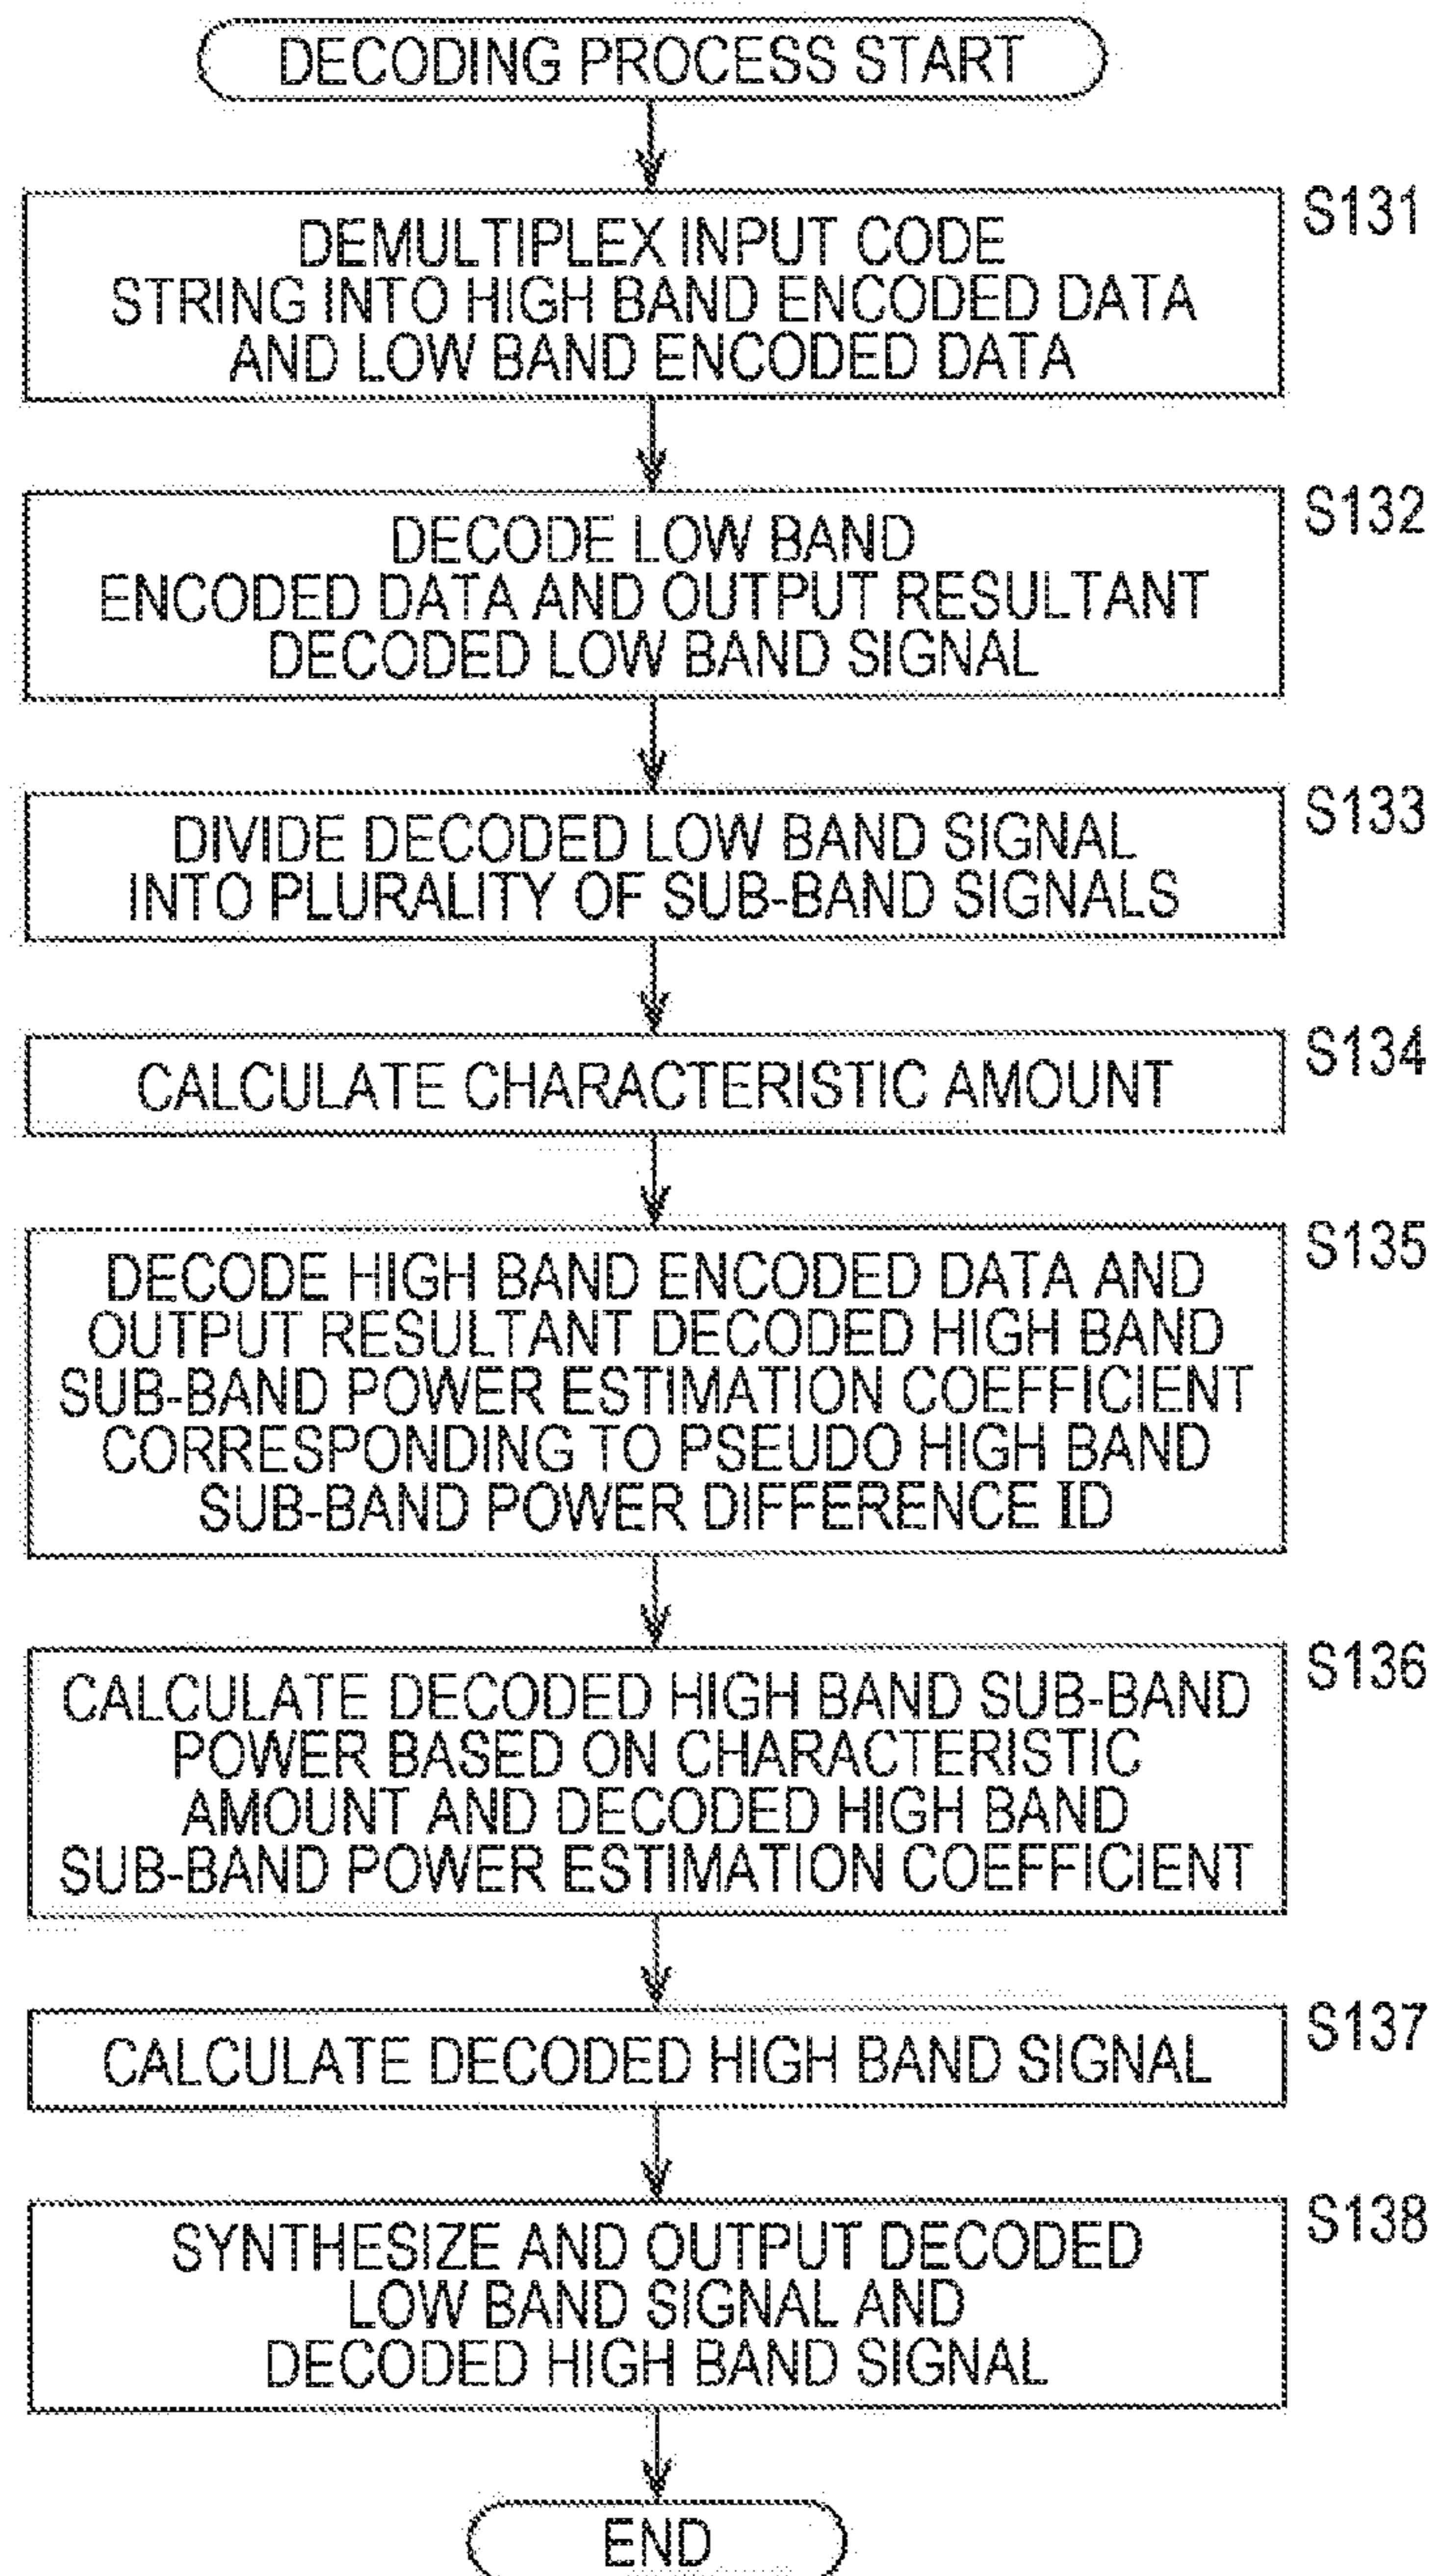 DECODING PROCESS START
S131
DEMULTIPLEX INPUT CODE
STRING INTO HIGH BAND ENCODED DATA
AND LOW BAND ENCODED DATA
S132
DECODE LOW BAND
ENCODED DATA AND OUTPUT RESULTANT
DECODED LOW BAND SIGNAL
S133
DIVIDE DECODED LOW BAND SIGNAL
INTO PLURALITY OF SUB-BAND SIGNALS
S134
CALCULATE CHARACTERISTIC AMOUNT
S135
DECODE HIGH BAND ENCODED DATA AND
OUTPUT RESULTANT DECODED HIGH BAND
SUB-BAND POWER ESTIMATION COEFFICIENT
CORRESPONDING TO PSEUDO HIGH BAND
SUB-BAND POWER DIFFERENCE ID
S136
CALCULATE DECODED HIGH BAND SUB-BAND
POWER BASED ON CHARACTERISTIC
AMOUNT AND DECODED HIGH BAND
SUB-BAND POWER ESTIMATION COEFFICIENT
S137
CALCULATE DECODED HIGH BAND SIGNAL
S138
SYNTHESIZE AND OUTPUT DECODED
LOW BAND SIGNAL AND
DECODED HIGH BAND SIGNAL
END